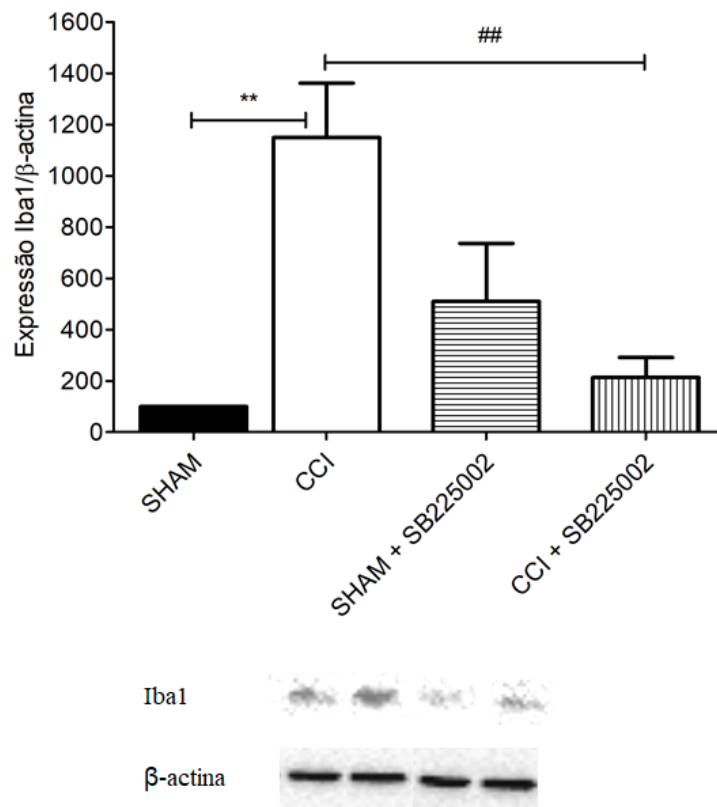 1600
1400
1200
1000
800
600
400
200
0
Expressão Iba1/β-actina
**
##
SHAM
CCI
SHAM + SB225002
CCI + SB225002
Iba1
β-actina